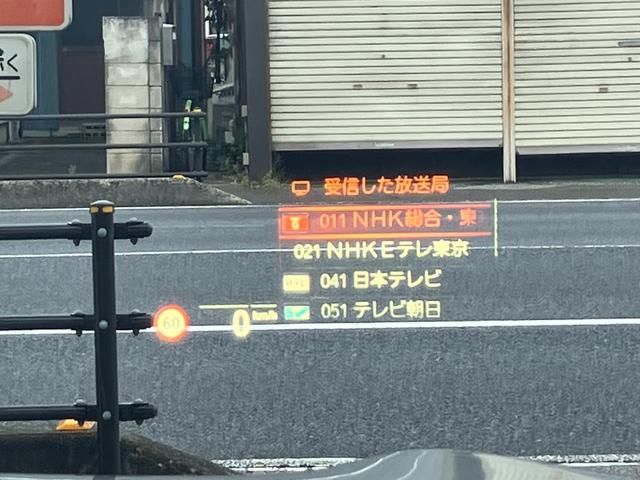 く
受信した放送局
011 NHK総合・東
021 NHKEテレ東京
041 日本テレビ
051 テレビ朝日
60
0 km/h